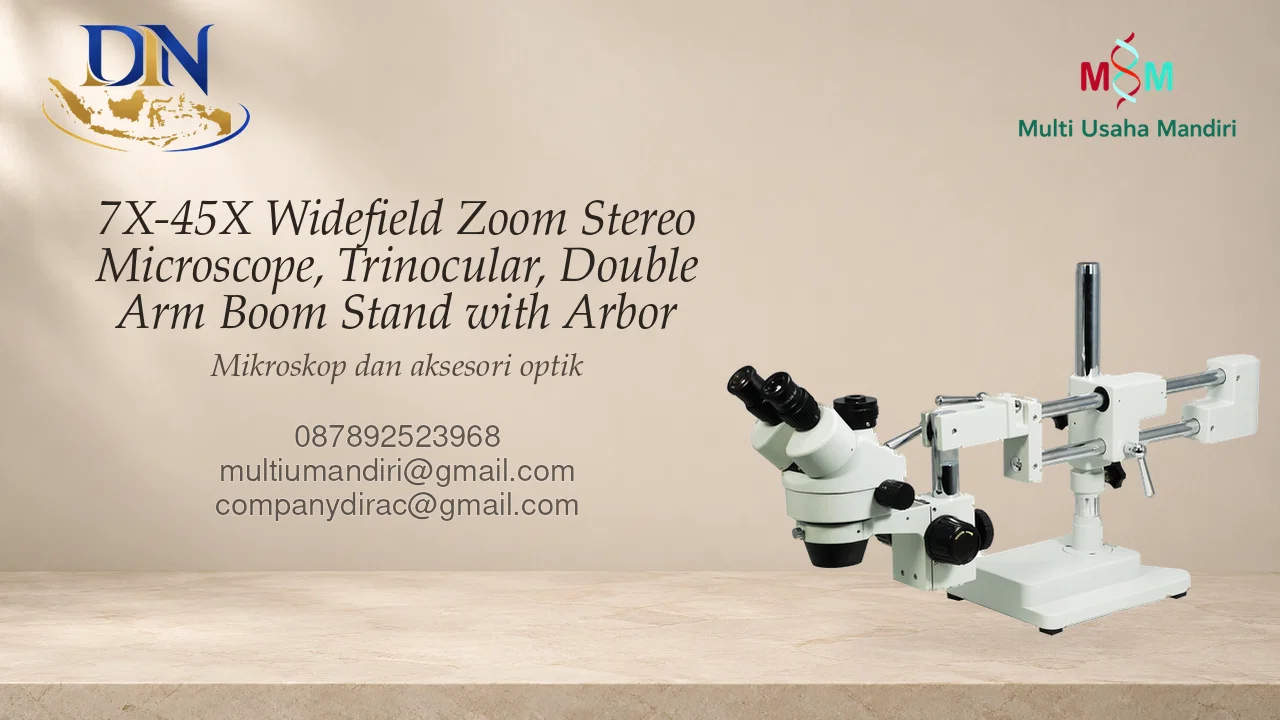 DIN
M M
Multi Usaha Mandiri
7X-45X Widefield Zoom Stereo
Microscope, Trinocular, Double
Arm Boom Stand with Arbor
Mikroskop dan aksesori optik
087892523968
multiumandiri@gmail.com
companydirac@gmail.com